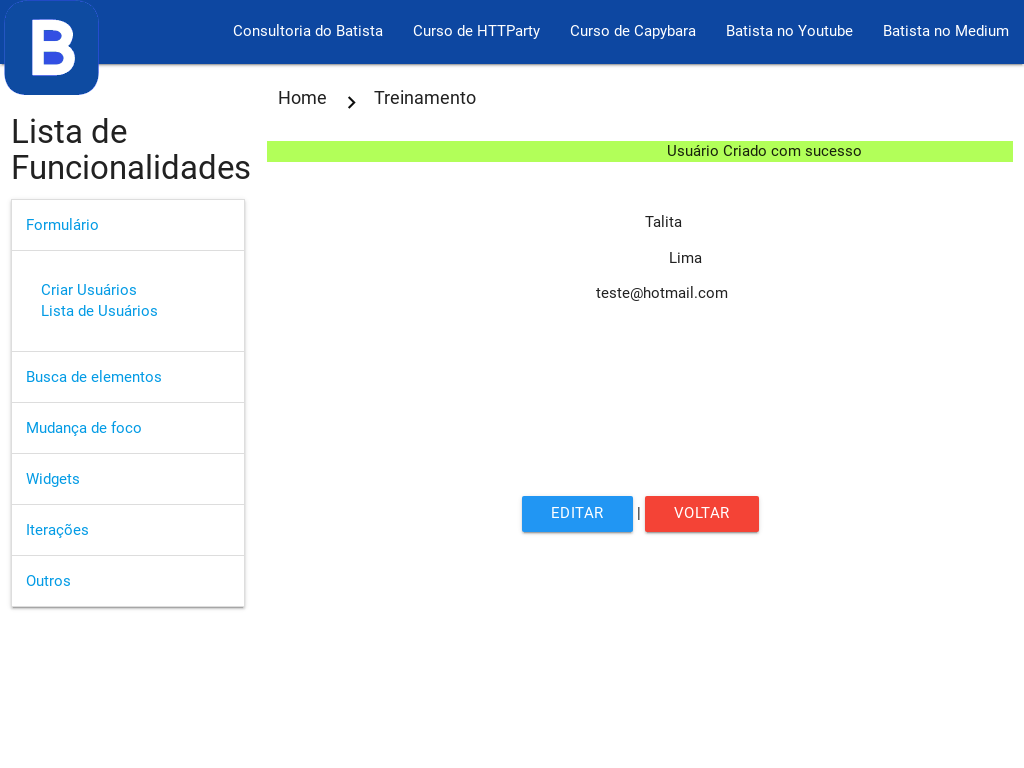 B
Consultoria do Batista Curso de HTTParty Curso de Capybara Batista no Youtube Batista no Medium
Home Treinamento
Lista de
Funcionalidades
Formulário
Criar Usuários
Lista de Usuários
Busca de elementos
Mudança de foco
Widgets
Iterações
Outros
Usuário Criado com sucesso
Talita
Lima
teste@hotmail.com
EDITAR | VOLTAR